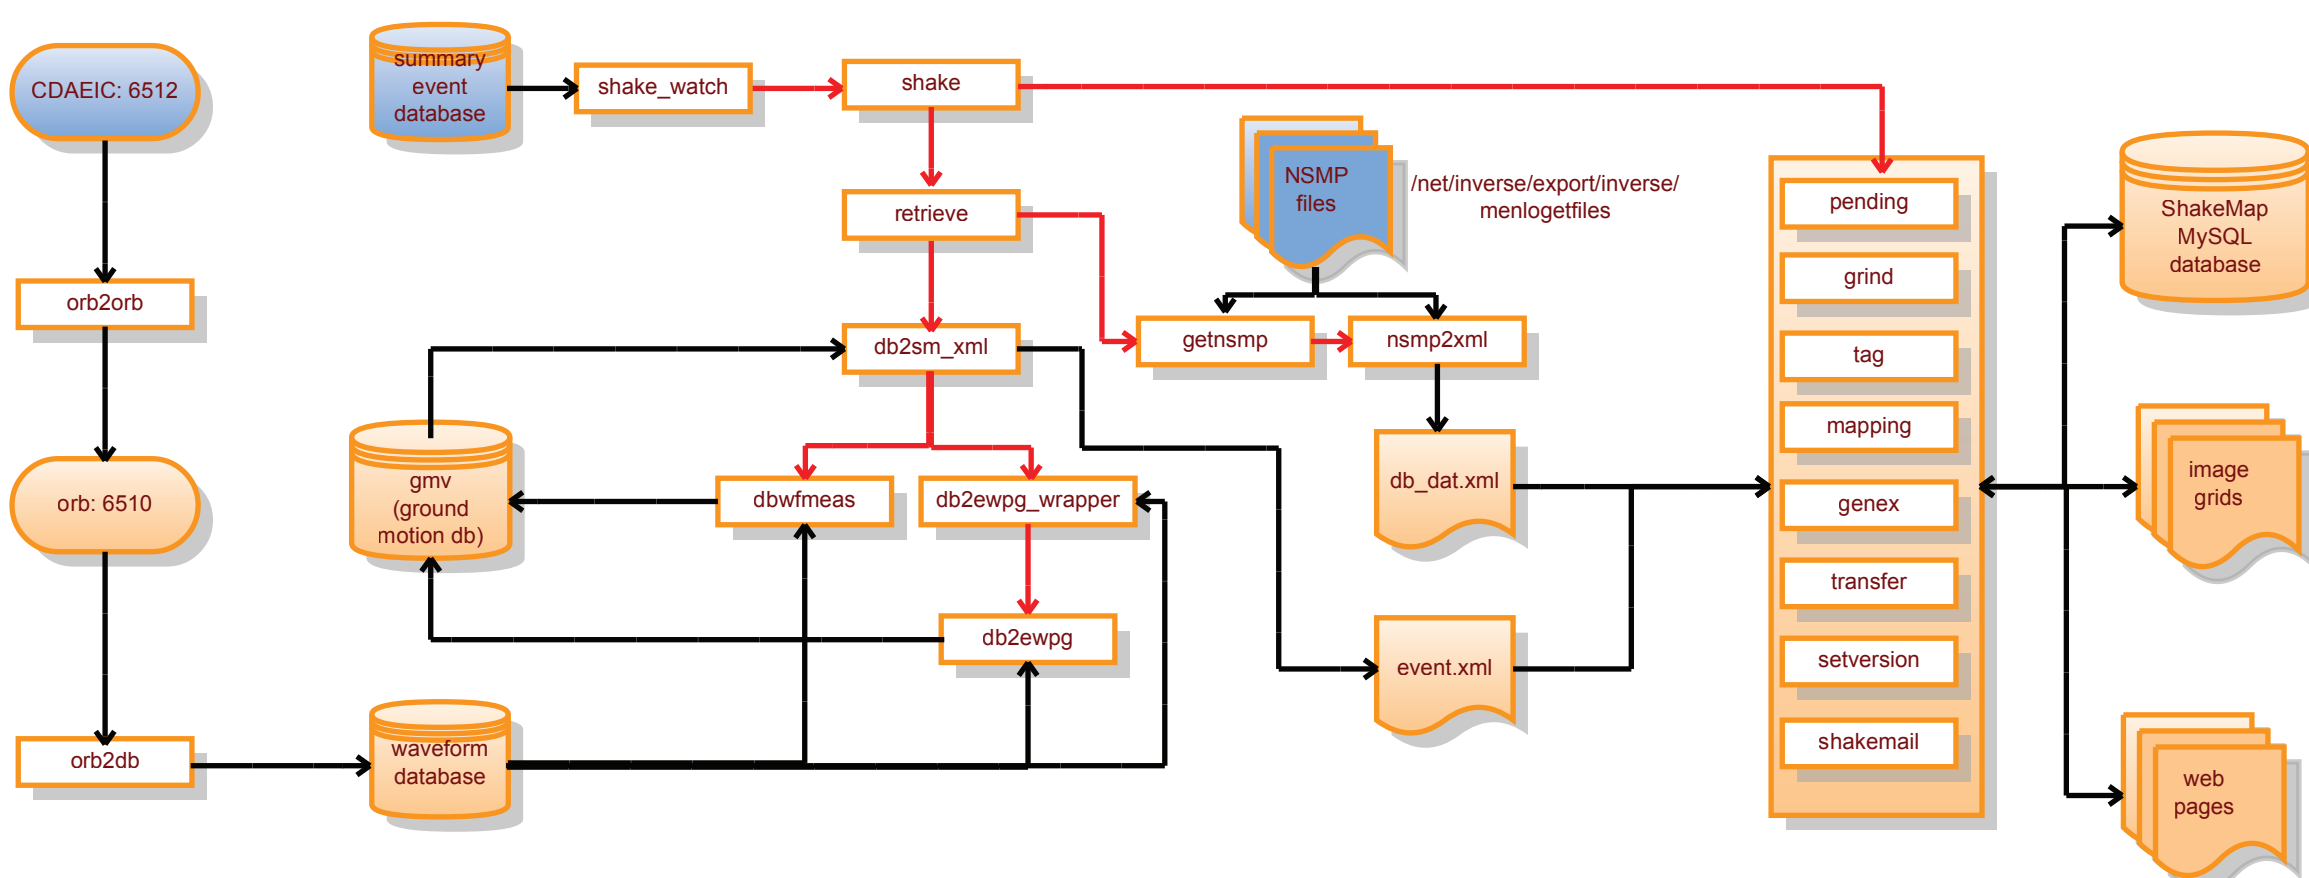 CDAEIC: 6512
summary
event
database
shake_watch
shake
retrieve
NSMP
files
/net/inverse/export/inverse/
menlogetfiles
pending
grind
tag
mapping
genex
transfer
setversion
shakemail
ShakeMap
MySQL
database
orb2orb
db2sm_xml
getnsmp
nsmp2xml
orb: 6510
gmv
(ground
motion db)
dbwfmeas
db2ewpg_wrapper
db_dat.xml
image
grids
db2ewpg
event.xml
orb2db
waveform
database
web
pages